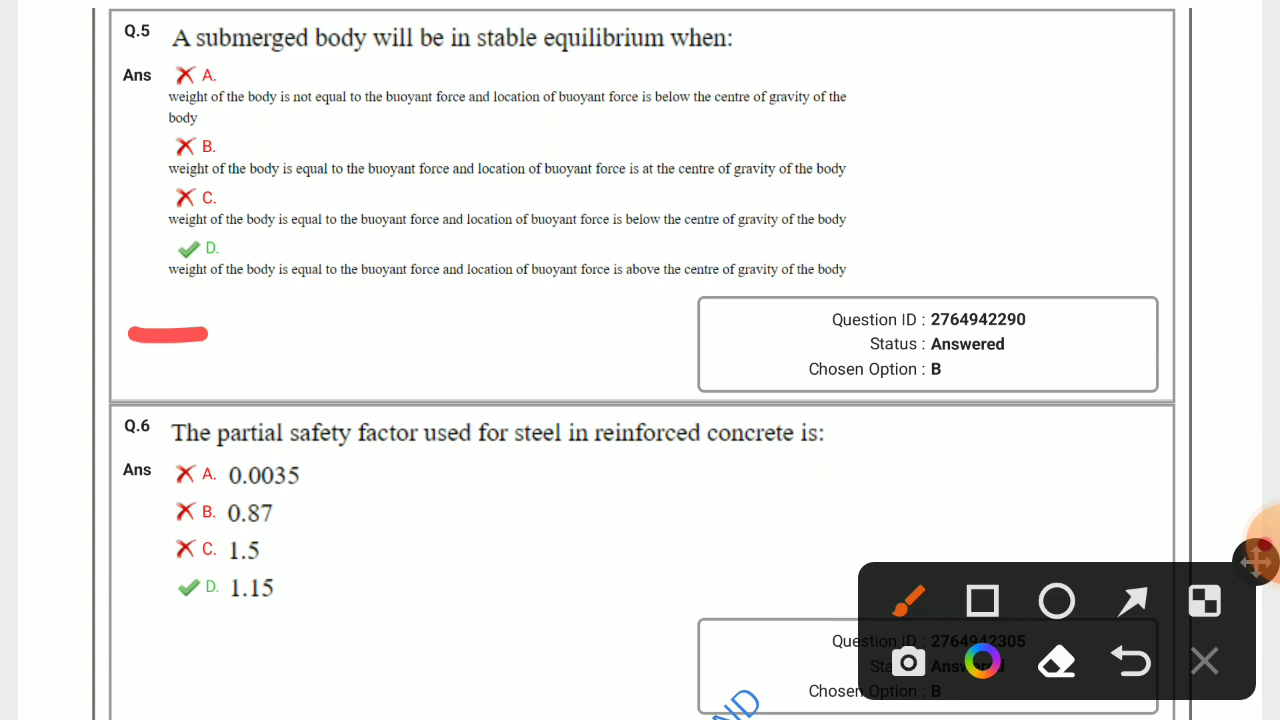 Q.5 A submerged body will be in stable equilibrium when:
Ans A.
weight of the body is not equal to the buoyant force and location of buoyant force is below the centre of gravity of the
body
B.
weight of the body is equal to the buoyant force and location of buoyant force is at the centre of gravity of the body
C.
weight of the body is equal to the buoyant force and location of buoyant force is below the centre of gravity of the body
D.
weight of the body is equal to the buoyant force and location of buoyant force is above the centre of gravity of the body
Question ID : 2764942290
Status : Answered
Chosen Option : B
Q.6 The partial safety factor used for steel in reinforced concrete is:
Ans A. 0.0035
B. 0.87
C. 1.5
D. 1.15
Question ID : 2764942305
Status : Answered
Chosen Option : B